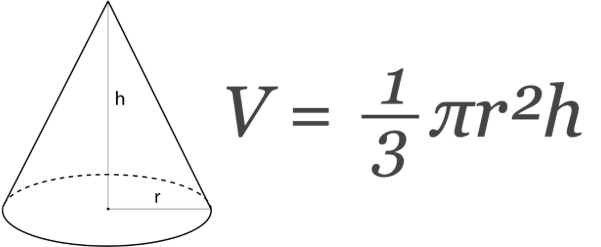 h
r
V = 1/3 πr²h